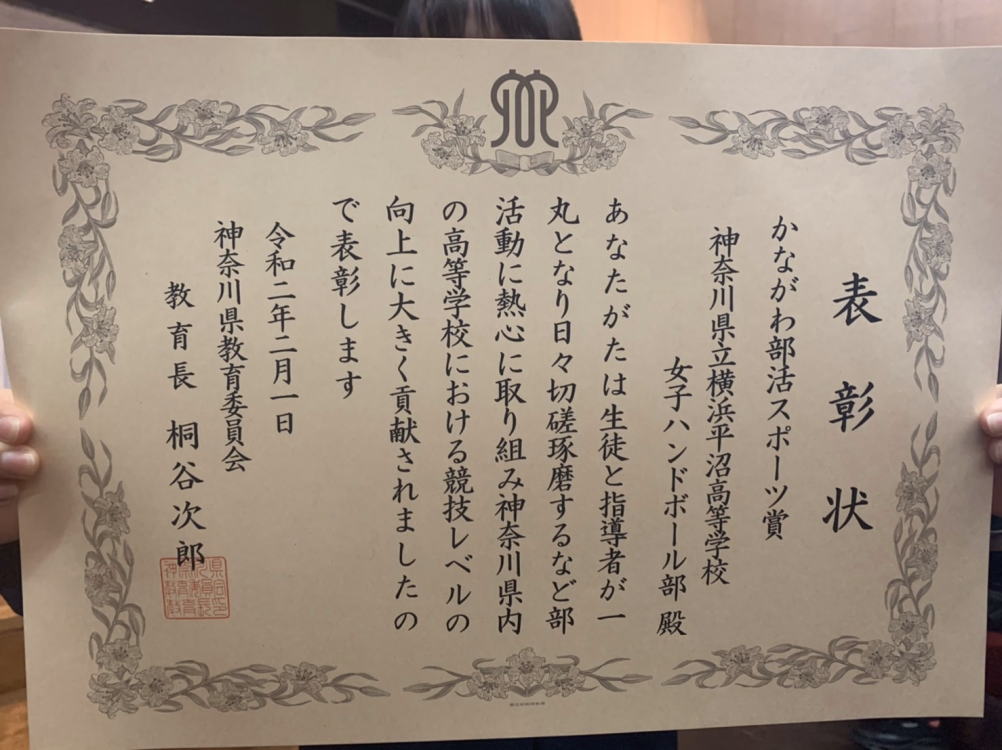 表彰状
かながわ部活スポーツ賞
神奈川県立横浜平沼高等学校
女子ハンドボール部 殿
あなたがたは生徒と指導者が一
丸となり日々切磋琢磨するなど部
活動に熱心に取り組み神奈川県内
の高等学校における競技レベルの
向上に大きく貢献されましたの
で表彰します
令和二年二月一日
神奈川県教育委員会
教育長 桐谷次郎